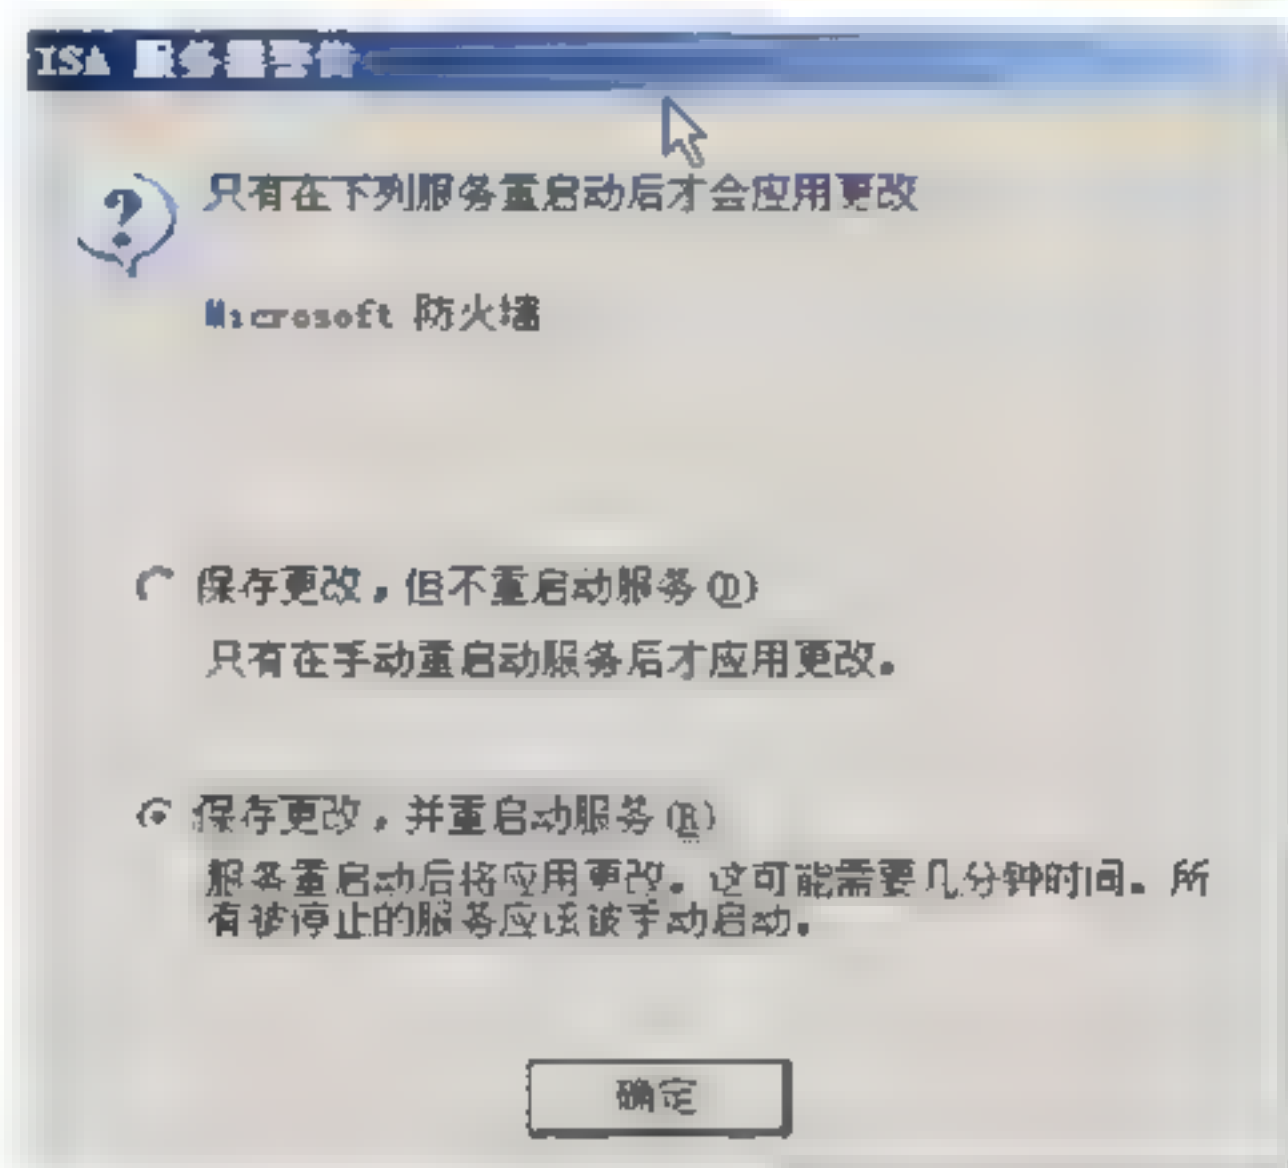 ISA 服务器警告
只有在下列服务重启动后才会应用更改
Microsoft 防火墙
保存更改，但不重启动服务(D)
只有在手动重启动服务后才应用更改。
保存更改，并重启动服务(R)
服务重启动后将应用更改。这可能需要几分钟时间。所
有被停止的服务应该被手动启动。
确定